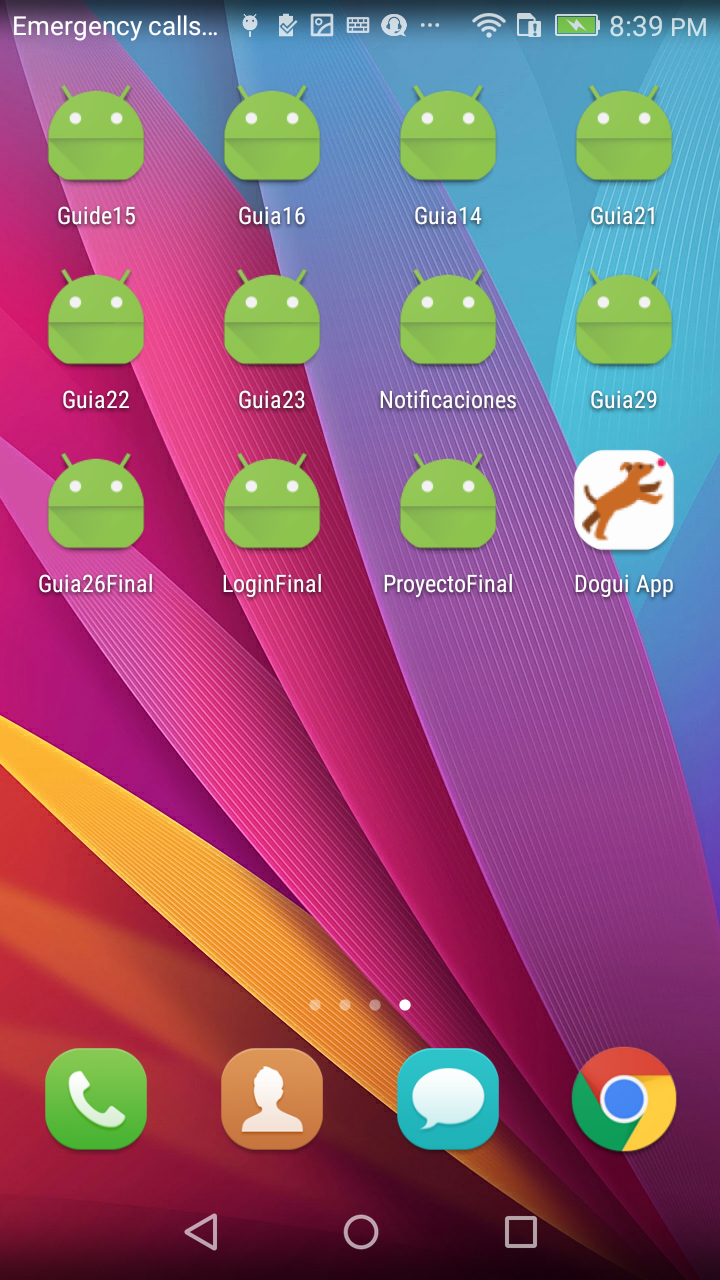 Emergency calls... 8:39 PM
Guide15 Guia16 Guia14 Guia21
Guia22 Guia23 Notificaciones Guia29
Guia26Final LoginFinal ProyectoFinal Dogui App